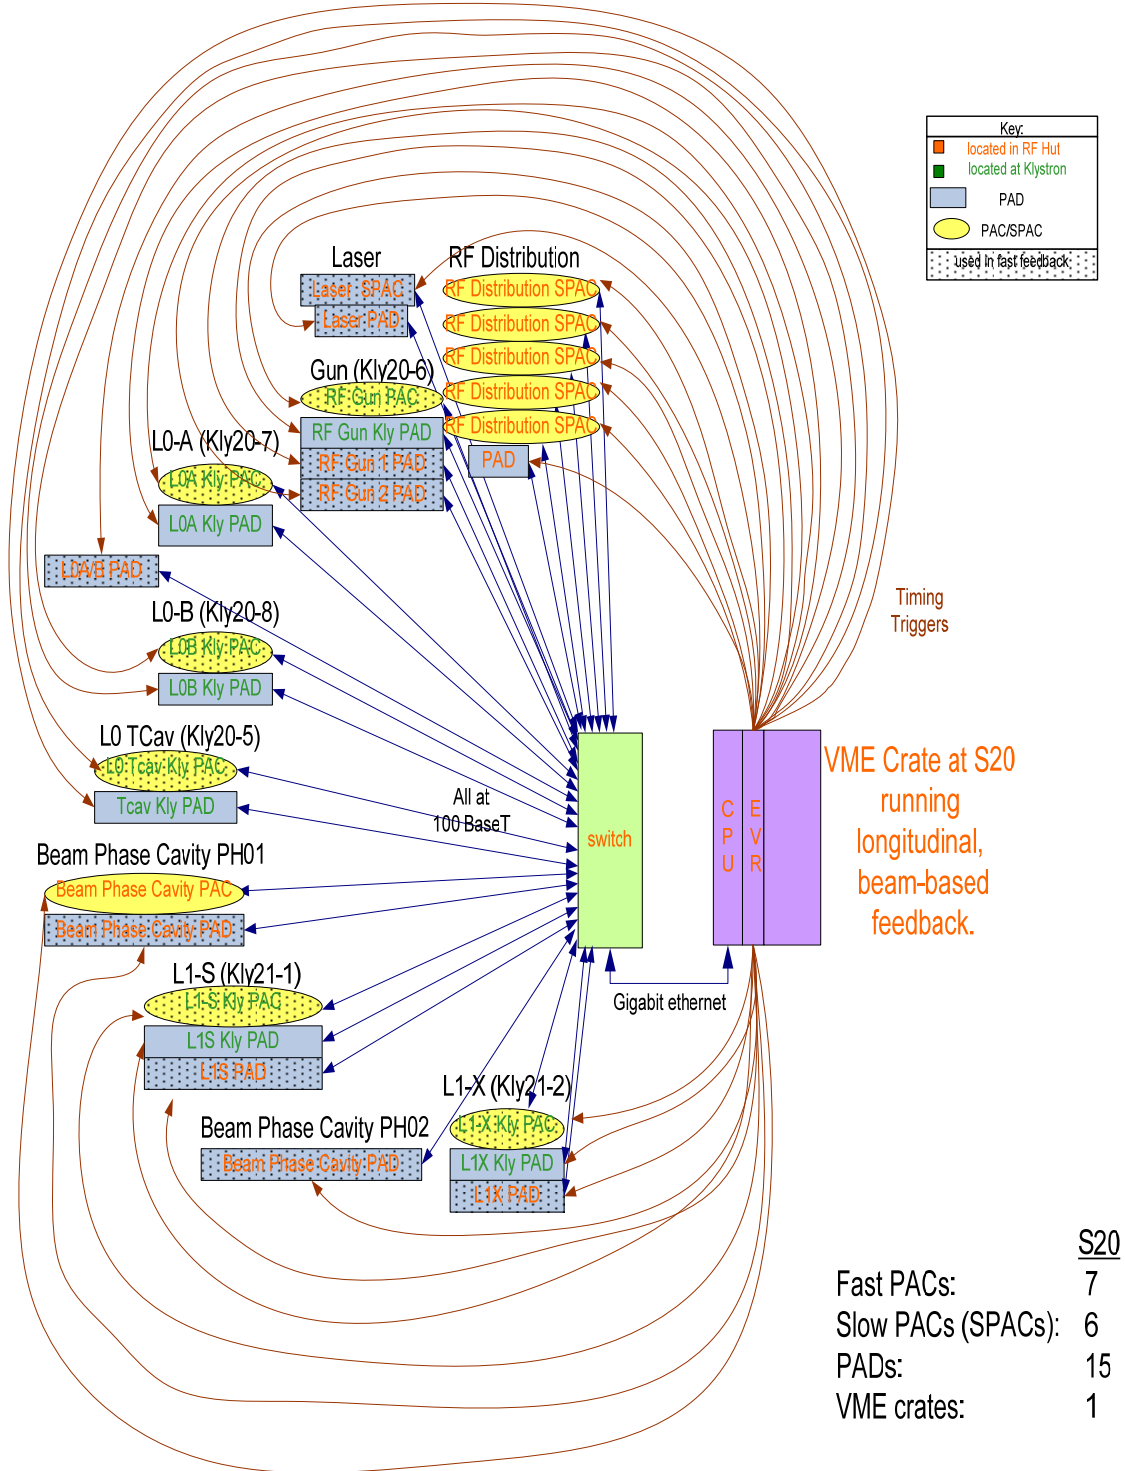 Key:
located in RF Hut
located at Klystron
PAD
PAC/SPAC
used in fast feedback
Laser
Laser SPAC
Laser PAD
RF Distribution
RF Distribution SPAC
RF Distribution SPAC
RF Distribution SPAC
RF Distribution SPAC
RF Distribution SPAC
PAD
Gun (Kly20-6)
RF Gun PAC
RF Gun Kly PAD
RF Gun 1 PAD
RF Gun 2 PAD
L0-A (Kly20-7)
L0A Kly PAC
L0A Kly PAD
L0A/B PAD
L0-B (Kly20-8)
L0B Kly PAC
L0B Kly PAD
Timing
Triggers
L0 TCav (Kly20-5)
L0 Tcav Kly PAC
Tcav Kly PAD
All at
100 BaseT
switch
CPU
EVR
VME Crate at S20
running
longitudinal,
beam-based
feedback.
Beam Phase Cavity PH01
Beam Phase Cavity PAC
Beam Phase Cavity PAD
L1-S (Kly21-1)
L1-S Kly PAC
L1S Kly PAD
L1S PAD
Gigabit ethernet
L1-X (Kly21-2)
L1-X Kly PAC
L1X Kly PAD
L1X PAD
Beam Phase Cavity PH02
Beam Phase Cavity PAD
S20
Fast PACs: 7
Slow PACs (SPACs): 6
PADs: 15
VME crates: 1